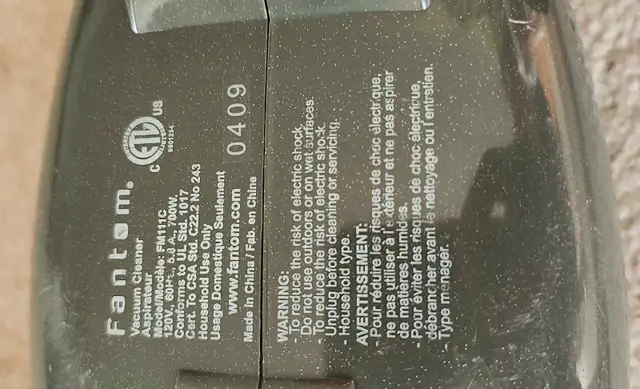 Fantom®
Vacuum Cleaner
Aspirateur
Model/Modèle: FM111C
120V., 60Hz., 5.8 A., 700W.
Conforms to UL Std. 1017
Cert. To CSA Std. C22.2 No 243
Household Use Only
Usage Domestique Seulement
www.fantom.com
Made in China / Fab. en Chine
C ETL US
0409
WARNING:
- To reduce the risk of electric shock.
Do not use outdoors or on wet surfaces.
- To reduce the risk of electric shock.
Unplug before cleaning or servicing.
- Household type.
AVERTISSEMENT:
- Pour réduire les risques de choc électrique,
ne pas utiliser à l'extérieur et ne pas aspirer
de matières humides.
- Pour éviter les risques de choc électrique,
débrancher avant le nettoyage ou l'entretien.
- Type ménager.